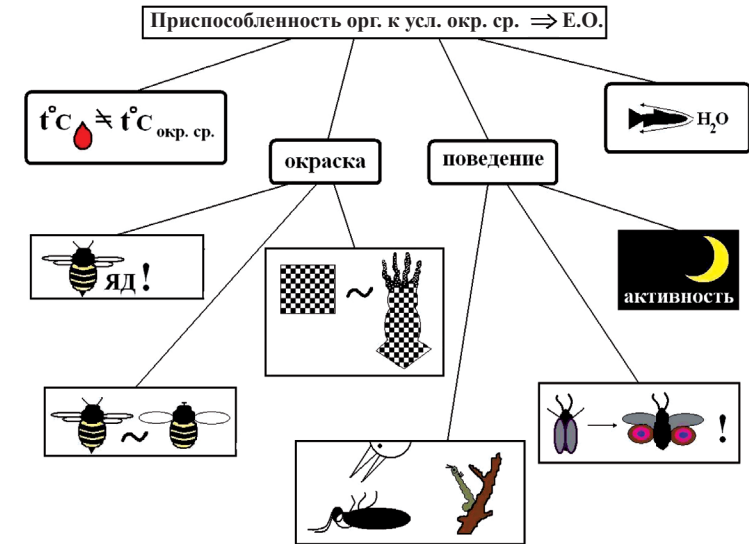 Приспособленность орг. к усл. окр. ср. ⇒ Е.О.
t°C ≠ t°C окр. ср.
H₂O
окраска
поведение
яд!
~
активность
~
!